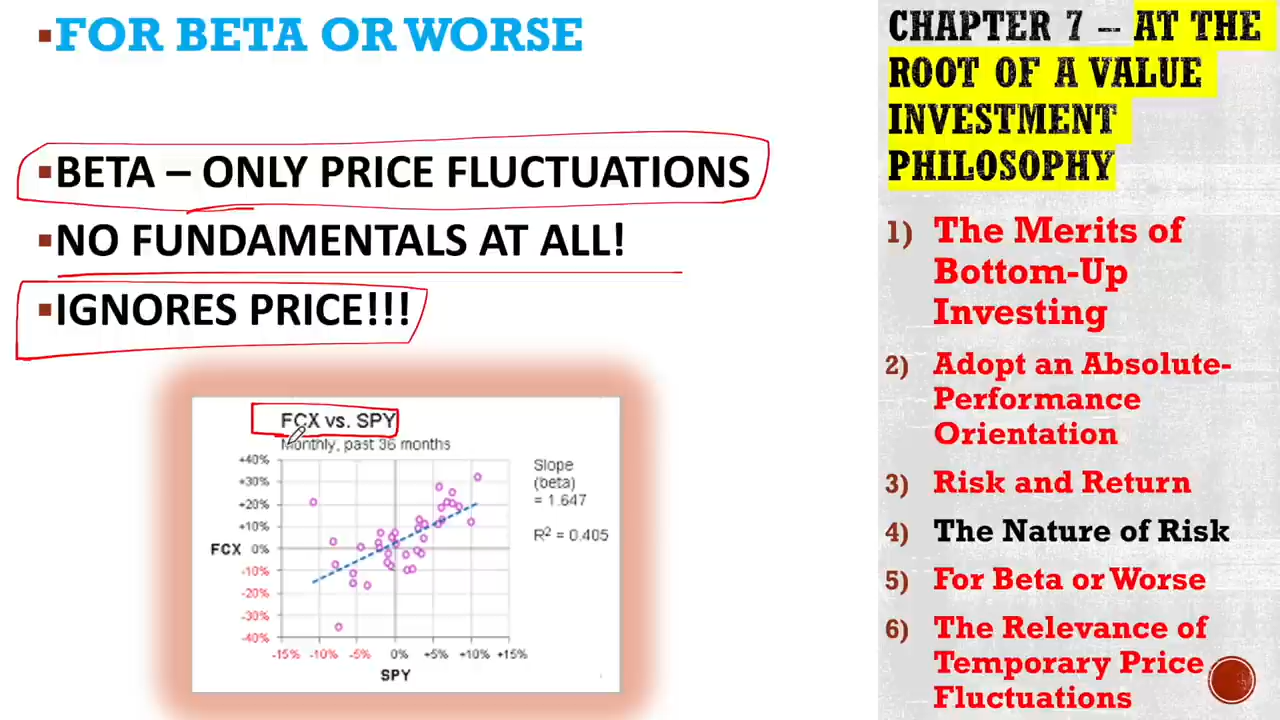 ▪FOR BETA OR WORSE
▪BETA – ONLY PRICE FLUCTUATIONS
▪NO FUNDAMENTALS AT ALL!
▪IGNORES PRICE!!!
FCX vs. SPY
Monthly, past 36 months
+40%
+30%
+20%
+10%
0%
-10%
-20%
-30%
-40%
FCX
-15% -10% -5% 0% +5% +10% +15%
SPY
Slope
(beta)
= 1.647
R² = 0.405
CHAPTER 7 – AT THE
ROOT OF A VALUE
INVESTMENT
PHILOSOPHY
1) The Merits of
Bottom-Up
Investing
2) Adopt an Absolute-
Performance
Orientation
3) Risk and Return
4) The Nature of Risk
5) For Beta or Worse
6) The Relevance of
Temporary Price
Fluctuations